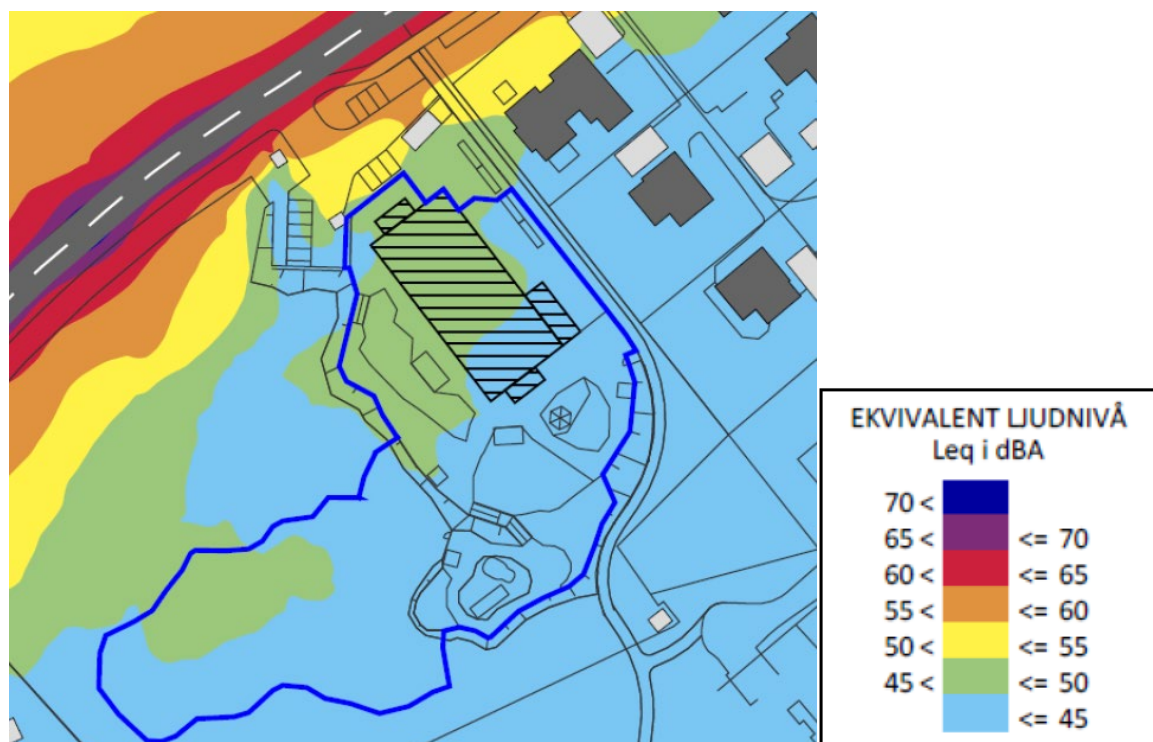 EKVIVALENT LJUDNIVÅ
Leq i dBA
70 <
65 < <= 70
60 < <= 65
55 < <= 60
50 < <= 55
45 < <= 50
<= 45